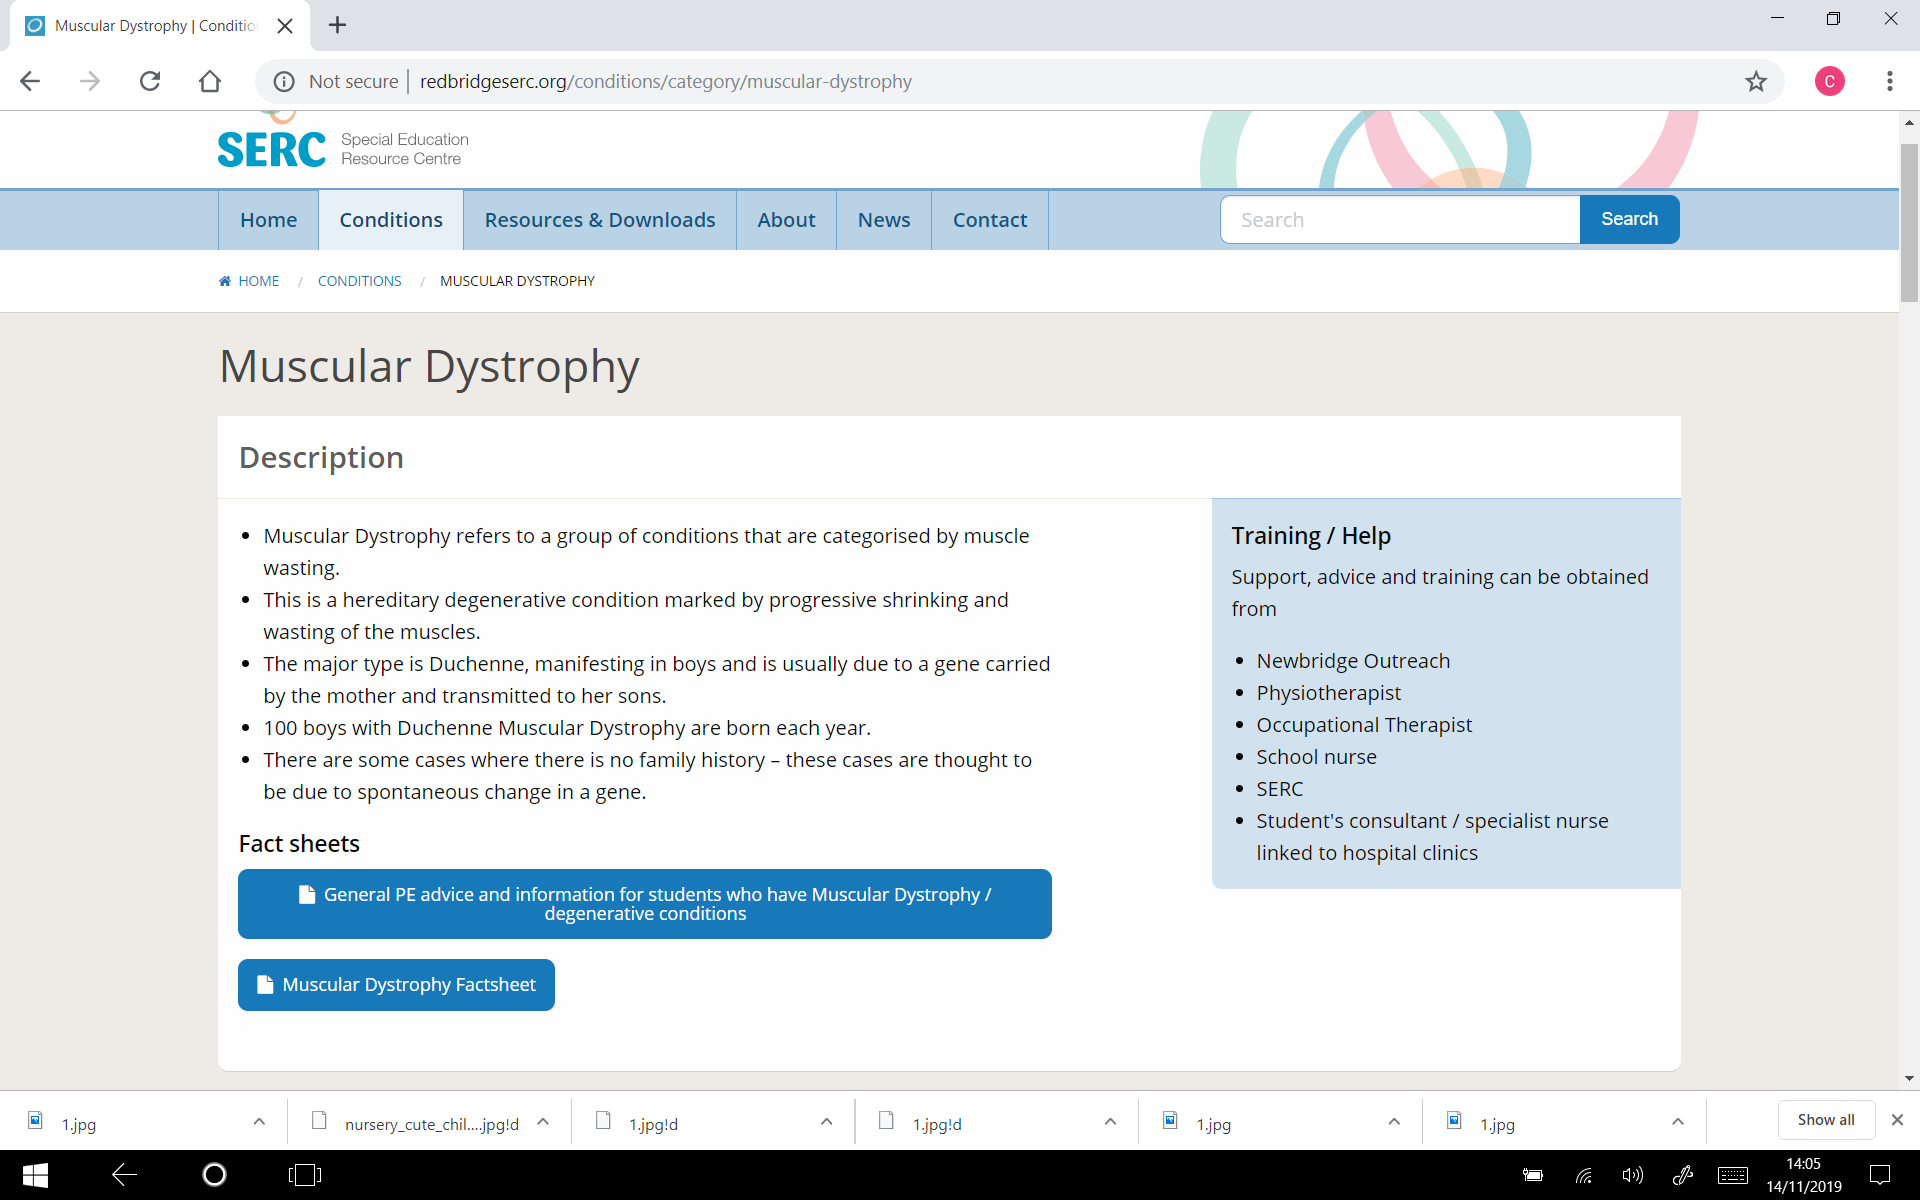 Muscular Dystrophy | Conditio
Not secure | redbridgeserc.org/conditions/category/muscular-dystrophy
C
SERC Special Education
Resource Centre
Home Conditions Resources & Downloads About News Contact Search Search
HOME / CONDITIONS / MUSCULAR DYSTROPHY
Muscular Dystrophy
Description
• Muscular Dystrophy refers to a group of conditions that are categorised by muscle
wasting.
• This is a hereditary degenerative condition marked by progressive shrinking and
wasting of the muscles.
• The major type is Duchenne, manifesting in boys and is usually due to a gene carried
by the mother and transmitted to her sons.
• 100 boys with Duchenne Muscular Dystrophy are born each year.
• There are some cases where there is no family history – these cases are thought to
be due to spontaneous change in a gene.
Fact sheets
General PE advice and information for students who have Muscular Dystrophy /
degenerative conditions
Muscular Dystrophy Factsheet
Training / Help
Support, advice and training can be obtained
from
• Newbridge Outreach
• Physiotherapist
• Occupational Therapist
• School nurse
• SERC
• Student's consultant / specialist nurse
linked to hospital clinics
1.jpg nursery_cute_chil....jpg!d 1.jpg!d 1.jpg!d 1.jpg 1.jpg Show all
14:05
14/11/2019